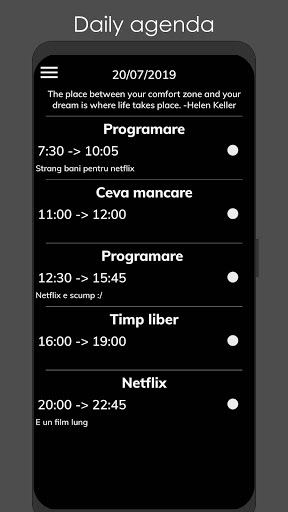 Daily agenda
20/07/2019
The place between your comfort zone and your
dream is where life takes place. -Helen Keller
Programare
7:30 -> 10:05
Strang bani pentru netflix
Ceva mancare
11:00 -> 12:00
Programare
12:30 -> 15:45
Netflix e scump :/
Timp liber
16:00 -> 19:00
Netflix
20:00 -> 22:45
E un film lung